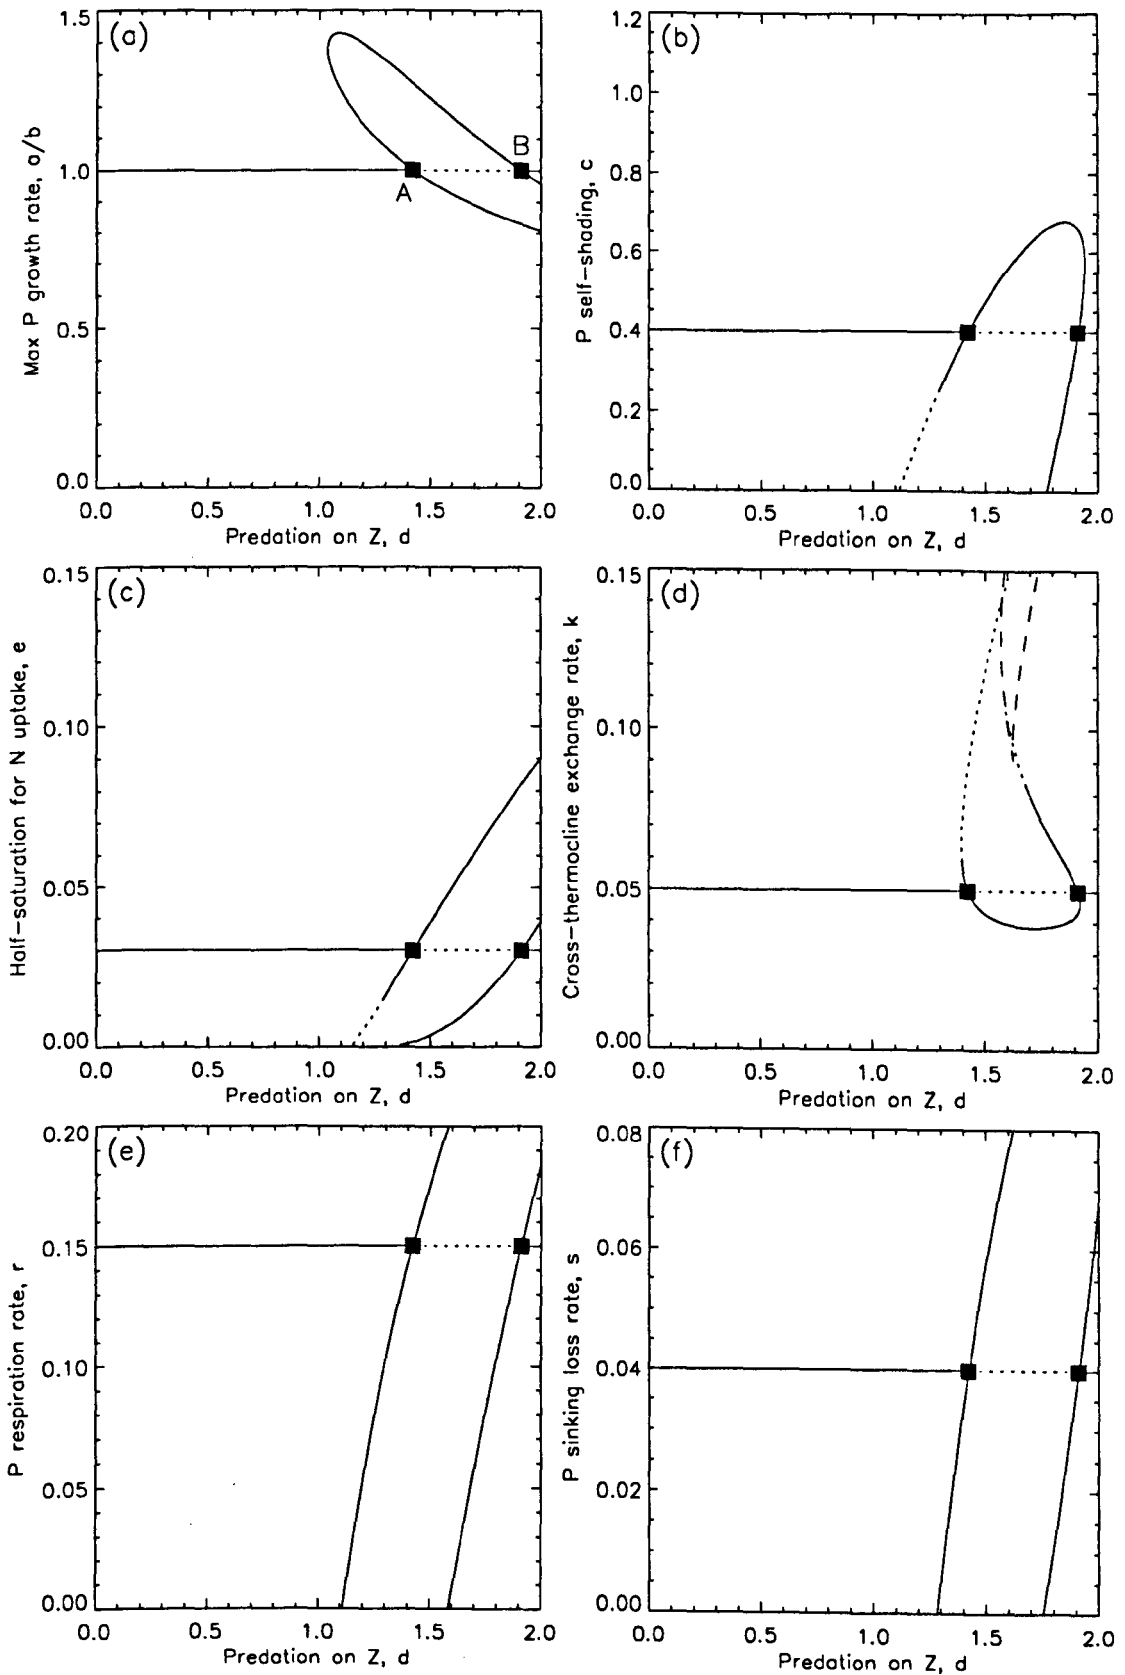 (a)
1.5
1.0
0.5
0.0
Max P growth rate, a/b
A
B
0.0 0.5 1.0 1.5 2.0
Predation on Z, d
(b)
1.2
1.0
0.8
0.6
0.4
0.2
0.0
P self-shading, c
0.0 0.5 1.0 1.5 2.0
Predation on Z, d
(c)
0.15
0.10
0.05
0.00
Half-saturation for N uptake, e
0.0 0.5 1.0 1.5 2.0
Predation on Z, d
(d)
0.15
0.10
0.05
0.00
Cross-thermocline exchange rate, k
0.0 0.5 1.0 1.5 2.0
Predation on Z, d
(e)
0.20
0.15
0.10
0.05
0.00
P respiration rate, r
0.0 0.5 1.0 1.5 2.0
Predation on Z, d
(f)
0.08
0.06
0.04
0.02
0.00
P sinking loss rate, s
0.0 0.5 1.0 1.5 2.0
Predation on Z, d